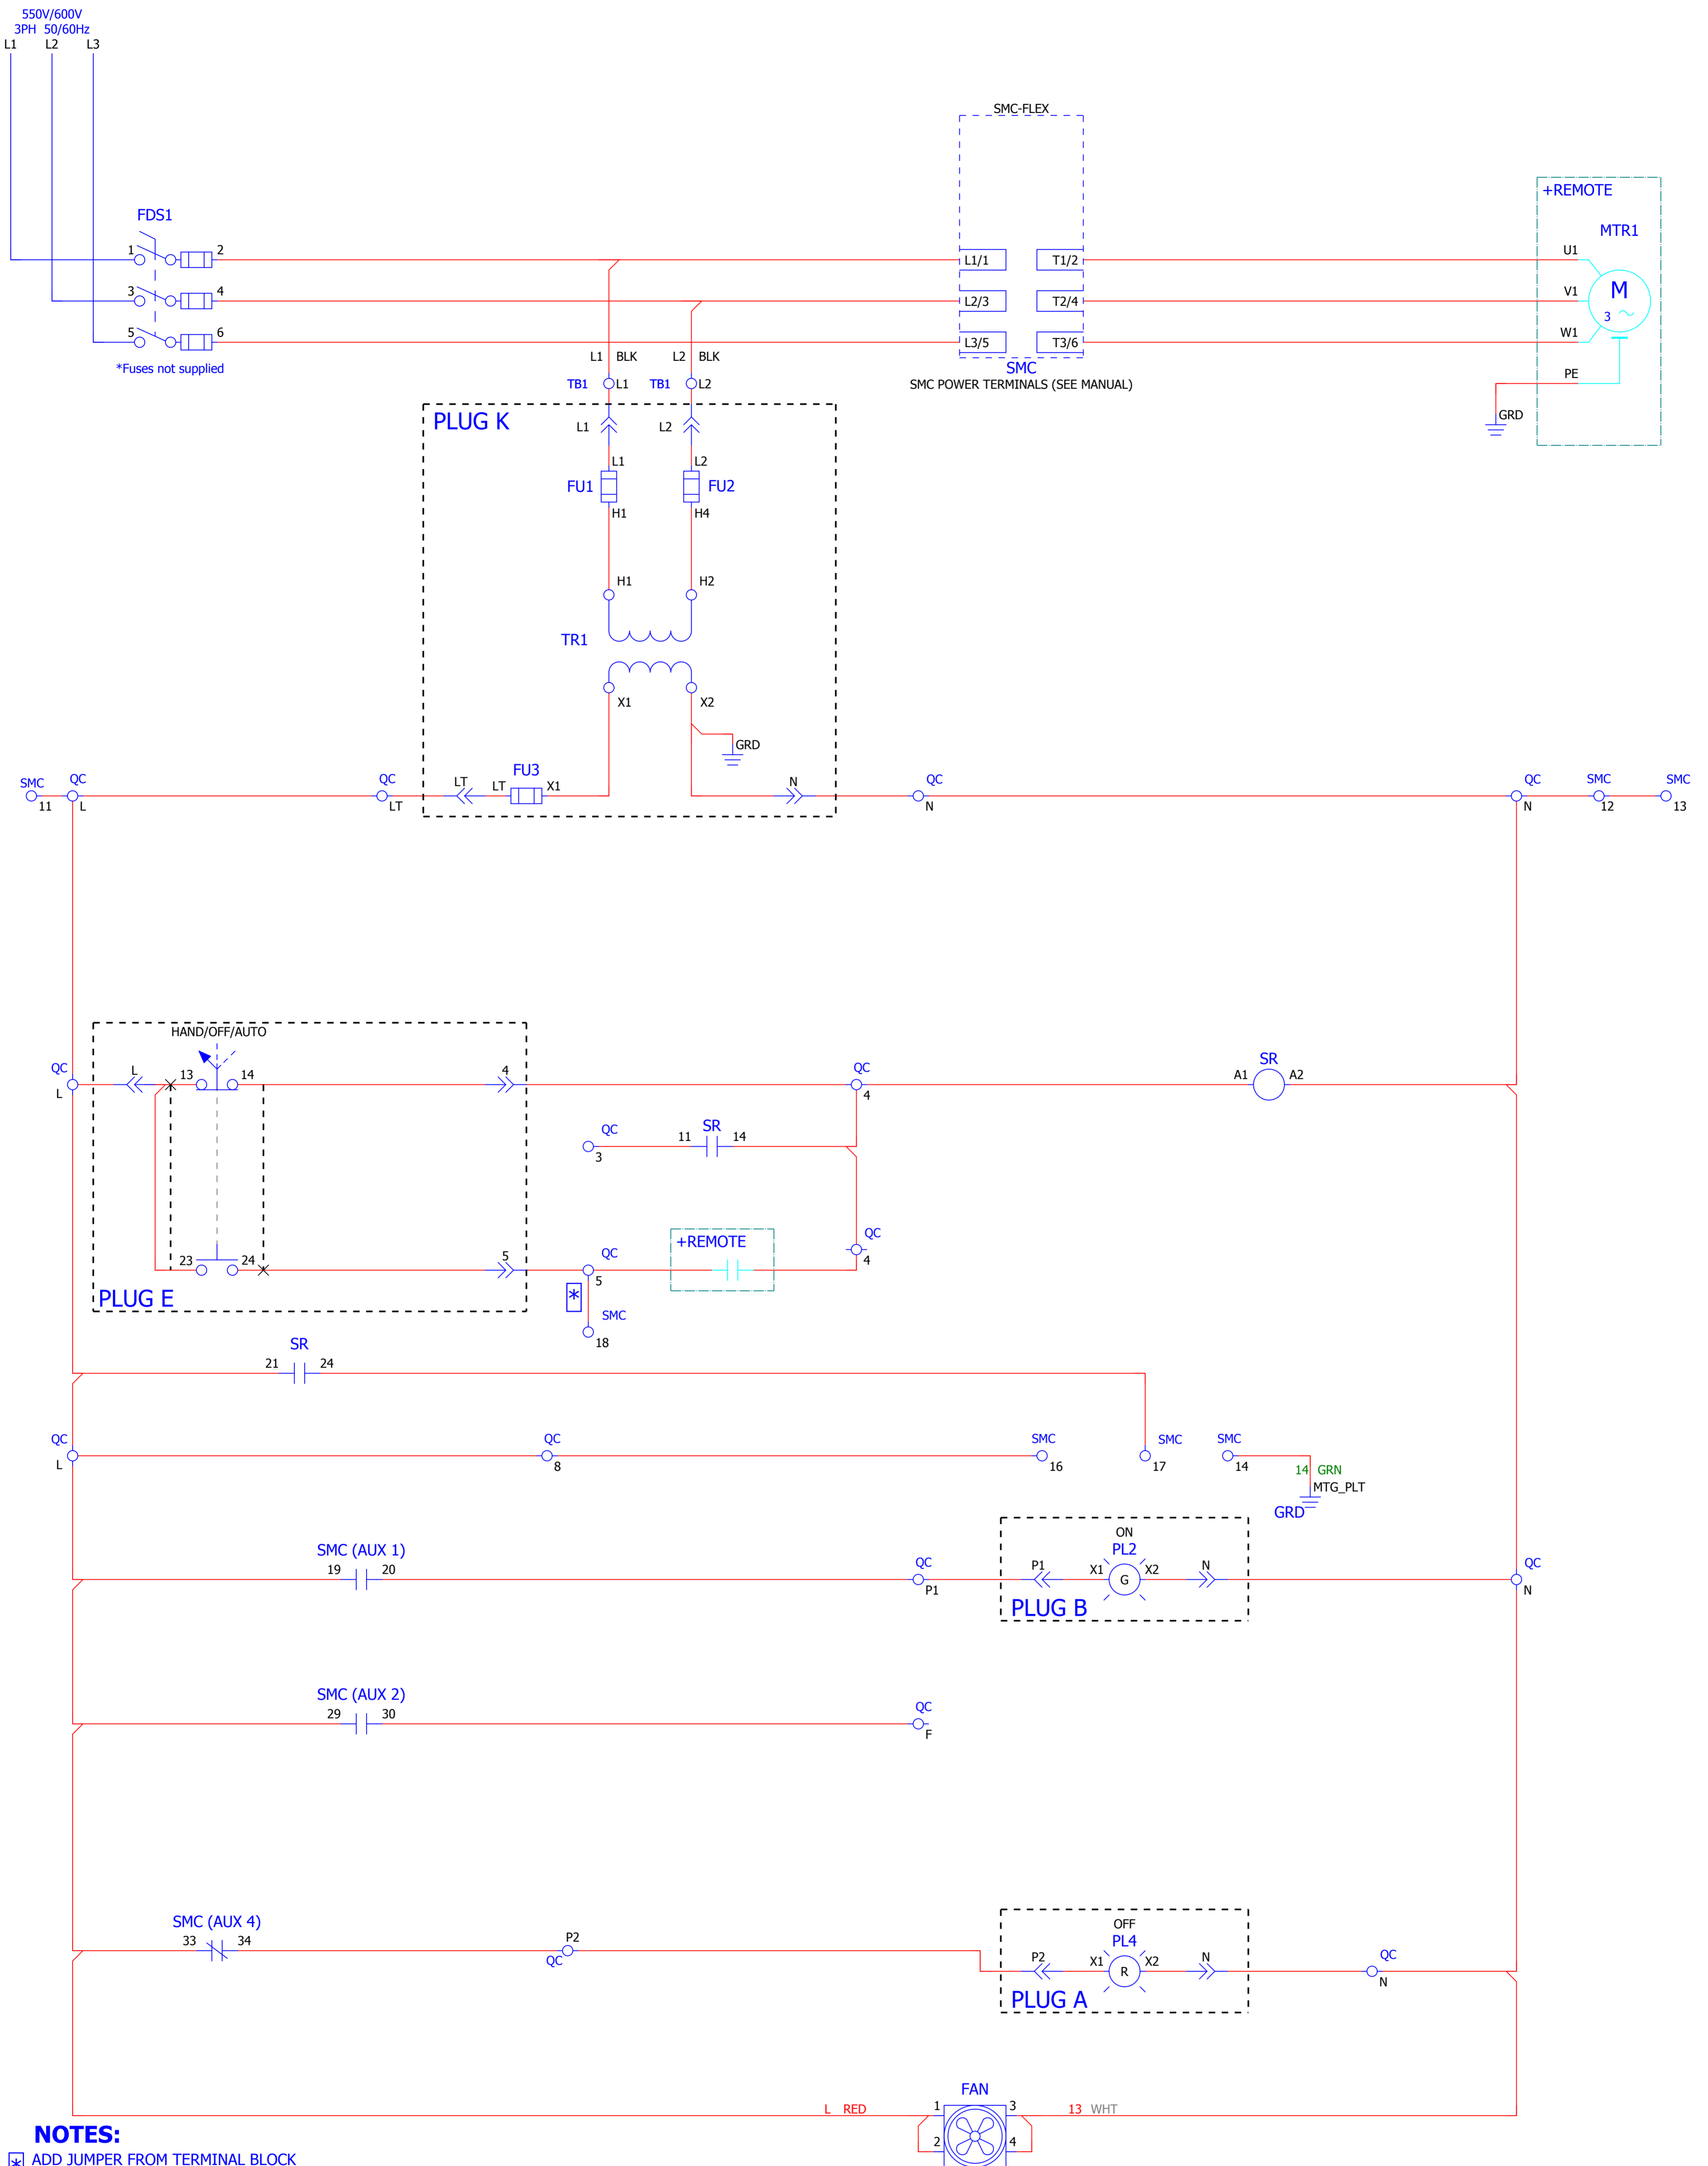 550V/600V
3PH 50/60Hz
L1 L2 L3
SMC-FLEX
+REMOTE
FDS1
MTR1
1 2 L1/1 T1/2 U1
3 4 L2/3 T2/4 V1 M
3
5 6 L3/5 T3/6 W1
*Fuses not supplied
L1 BLK L2 BLK
SMC
SMC POWER TERMINALS (SEE MANUAL)
PE
TB1 L1 TB1 L2
GRD
PLUG K
L1 L2
L1 L2
FU1 FU2
H1 H4
H1 H2
TR1
X1 X2
GRD
FU3
SMC QC QC LT LT X1 N QC QC SMC SMC
11 L LT N N 12 13
HAND/OFF/AUTO
QC L 13 14 4 QC SR
L 4 A1 A2
QC 11 SR 14
3
+REMOTE QC
4
23 24 5 QC
5
PLUG E
*
SMC
18
SR
21 24
QC QC SMC SMC SMC
L 8 16 17 14
14 GRN
MTG_PLT
GRD
ON
SMC (AUX 1) PL2
19 20 QC P1 X1 G X2 N QC
P1 N
PLUG B
SMC (AUX 2)
29 30 QC
F
OFF
SMC (AUX 4) PL4
33 34 P2
QC
P2 X1 R X2 N QC
N
PLUG A
FAN
L RED 1 3 13 WHT
2 4
NOTES:
* ADD JUMPER FROM TERMINAL BLOCK